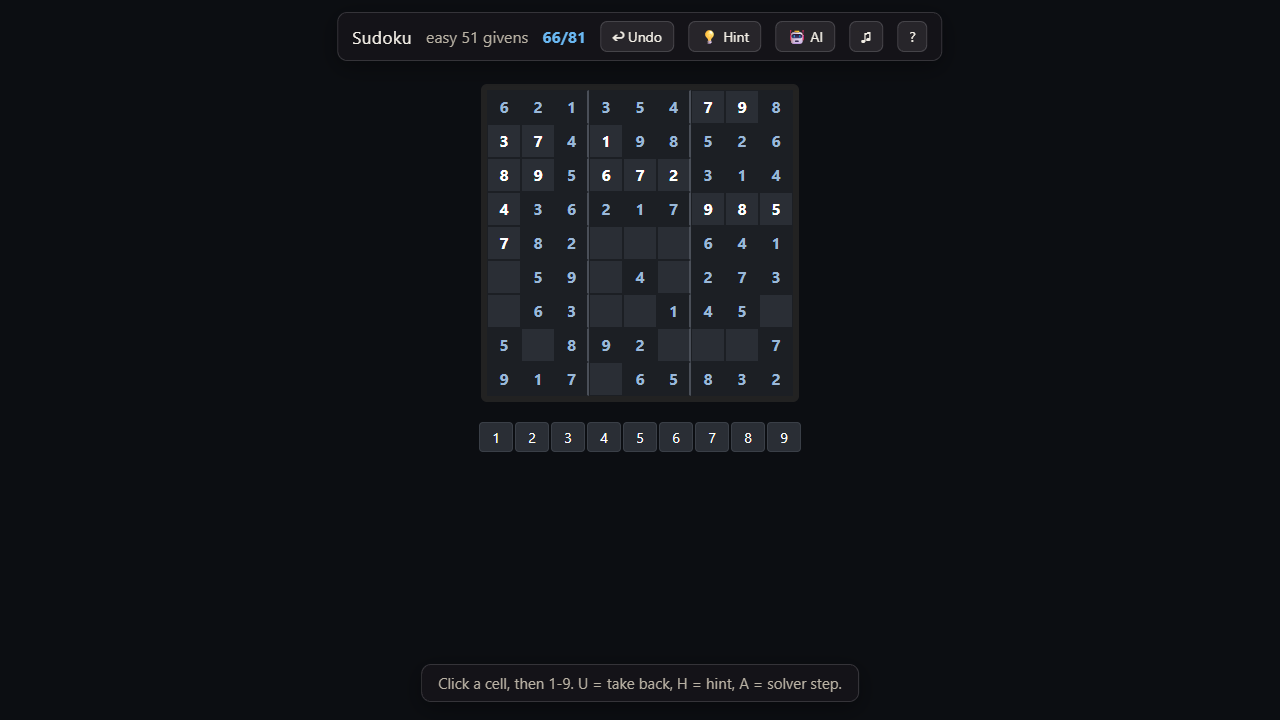 Sudoku easy 51 givens 66/81 ↩ Undo 💡 Hint 🤖 AI ♫ ?
6 2 1 3 5 4 7 9 8
3 7 4 1 9 8 5 2 6
8 9 5 6 7 2 3 1 4
4 3 6 2 1 7 9 8 5
7 8 2 6 4 1
5 9 4 2 7 3
6 3 1 4 5
5 8 9 2 7
9 1 7 6 5 8 3 2
1 2 3 4 5 6 7 8 9
Click a cell, then 1-9. U = take back, H = hint, A = solver step.